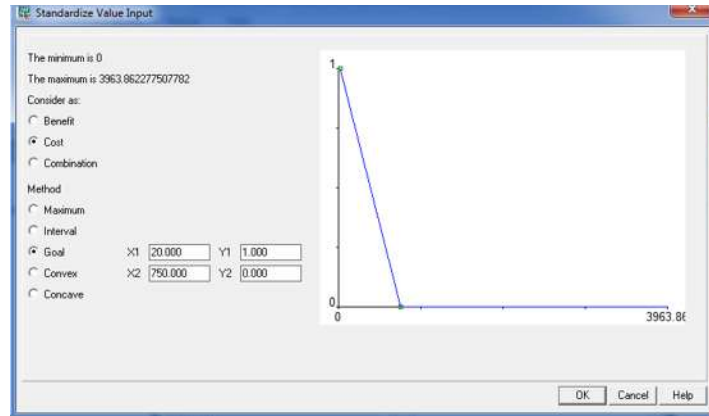 Standardize Value Input
The minimum is 0
The maximum is 3963.862277507782
Consider as:
Benefit
Cost
Combination
Method
Maximum
Interval
Goal X1 20.000 Y1 1.000
Convex X2 750.000 Y2 0.000
Concave
1
0
0 3963.86
OK Cancel Help